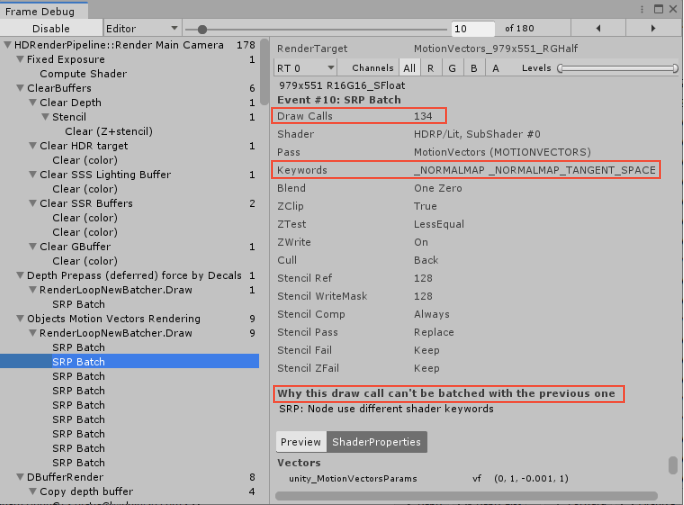 Frame Debug
Disable
Editor
10
of 180
HDRenderPipeline::Render Main Camera 178
Fixed Exposure 1
Compute Shader
ClearBuffers 6
Clear Depth 1
Stencil 1
Clear (Z+stencil)
Clear HDR target 1
Clear (color)
Clear SSS Lighting Buffer 1
Clear (color)
Clear SSR Buffers 2
Clear (color)
Clear (color)
Clear GBuffer 1
Clear (color)
Depth Prepass (deferred) force by Decals 1
RenderLoopNewBatcher.Draw 1
SRP Batch
Objects Motion Vectors Rendering 9
RenderLoopNewBatcher.Draw 9
SRP Batch
SRP Batch
SRP Batch
SRP Batch
SRP Batch
SRP Batch
SRP Batch
SRP Batch
SRP Batch
DBufferRender 8
Copy depth buffer 4
RenderTarget MotionVectors_979x551_RGHalf
RT 0 Channels All R G B A Levels
979x551 R16G16_SFloat
Event #10: SRP Batch
Draw Calls 134
Shader HDRP/Lit, SubShader #0
Pass MotionVectors (MOTIONVECTORS)
Keywords _NORMALMAP _NORMALMAP_TANGENT_SPACE
Blend One Zero
ZClip True
ZTest LessEqual
ZWrite On
Cull Back
Stencil Ref 128
Stencil WriteMask 128
Stencil Comp Always
Stencil Pass Replace
Stencil Fail Keep
Stencil ZFail Keep
Why this draw call can't be batched with the previous one
SRP: Node use different shader keywords
Preview ShaderProperties
Vectors
unity_MotionVectorsParams vf (0, 1, -0.001, 1)